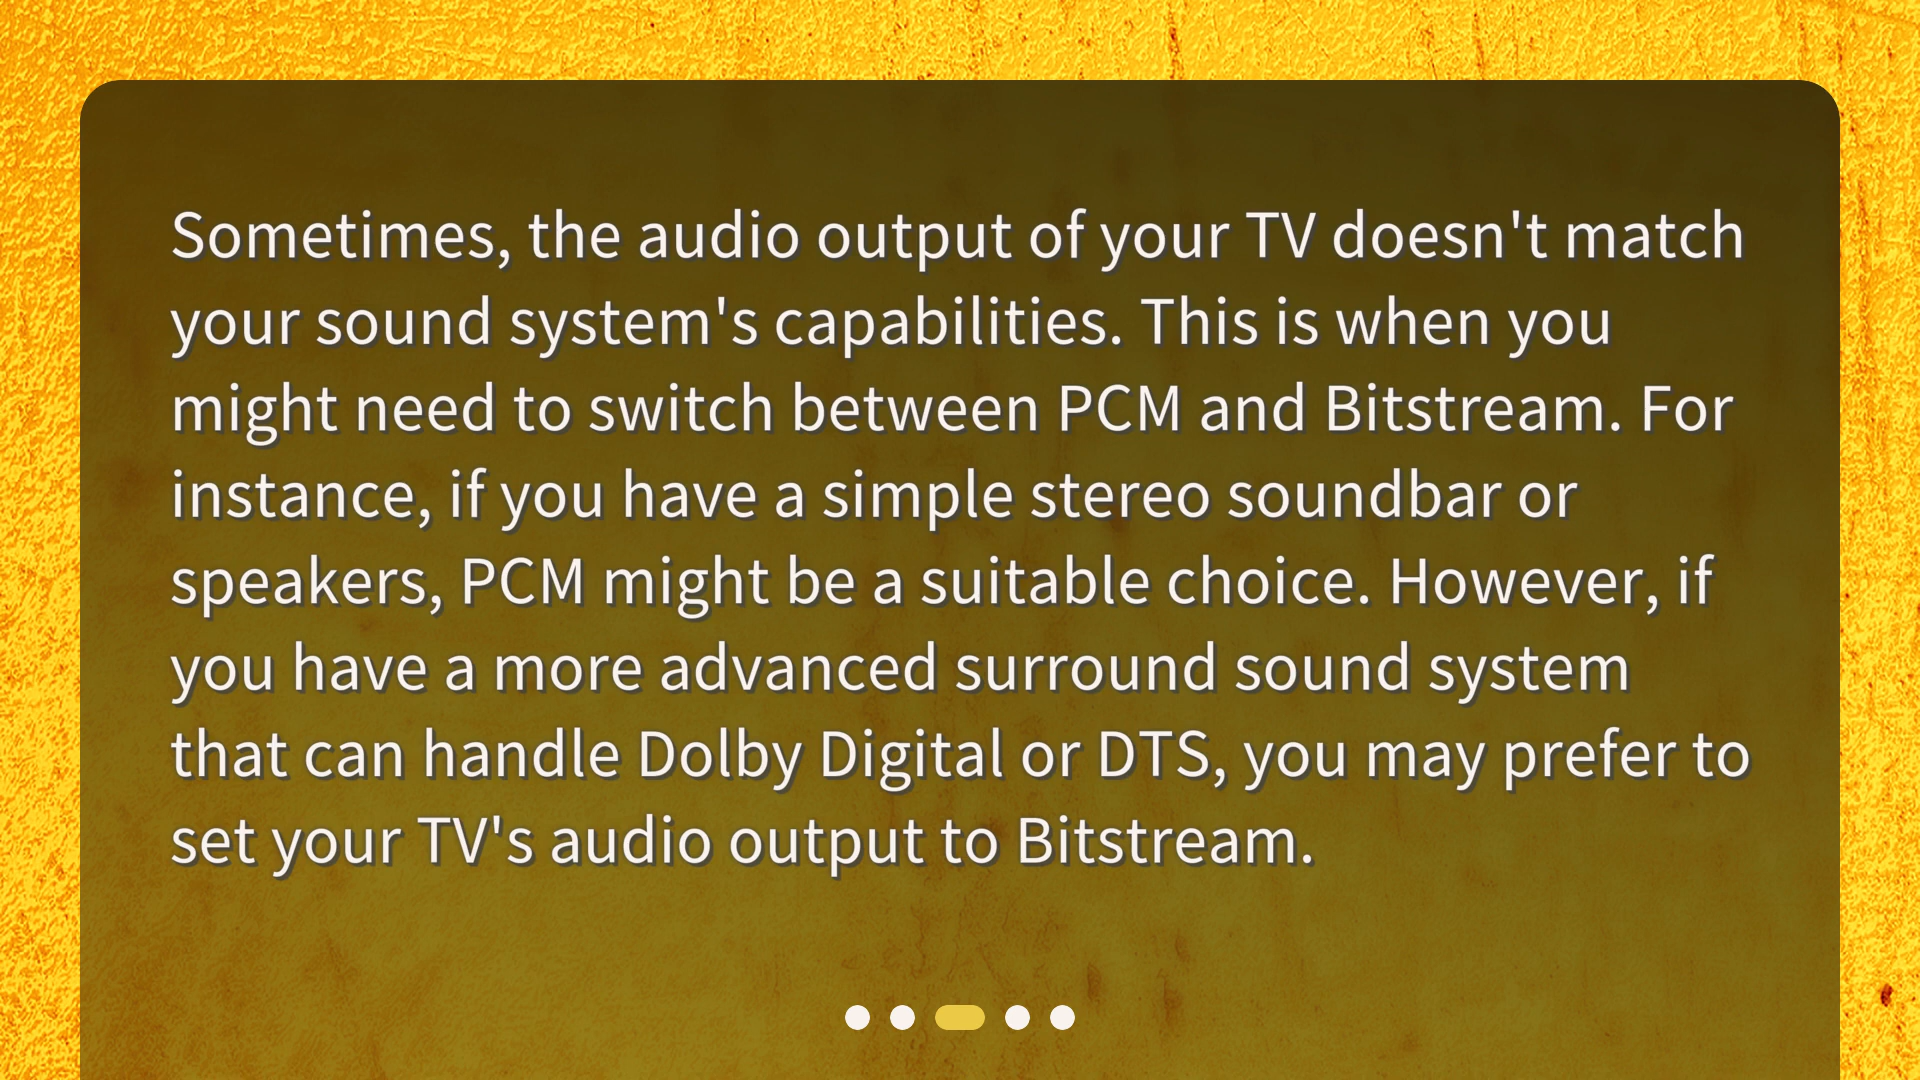 Sometimes, the audio output of your TV doesn't match
your sound system's capabilities. This is when you
might need to switch between PCM and Bitstream. For
instance, if you have a simple stereo soundbar or
speakers, PCM might be a suitable choice. However, if
you have a more advanced surround sound system
that can handle Dolby Digital or DTS, you may prefer to
set your TV's audio output to Bitstream.